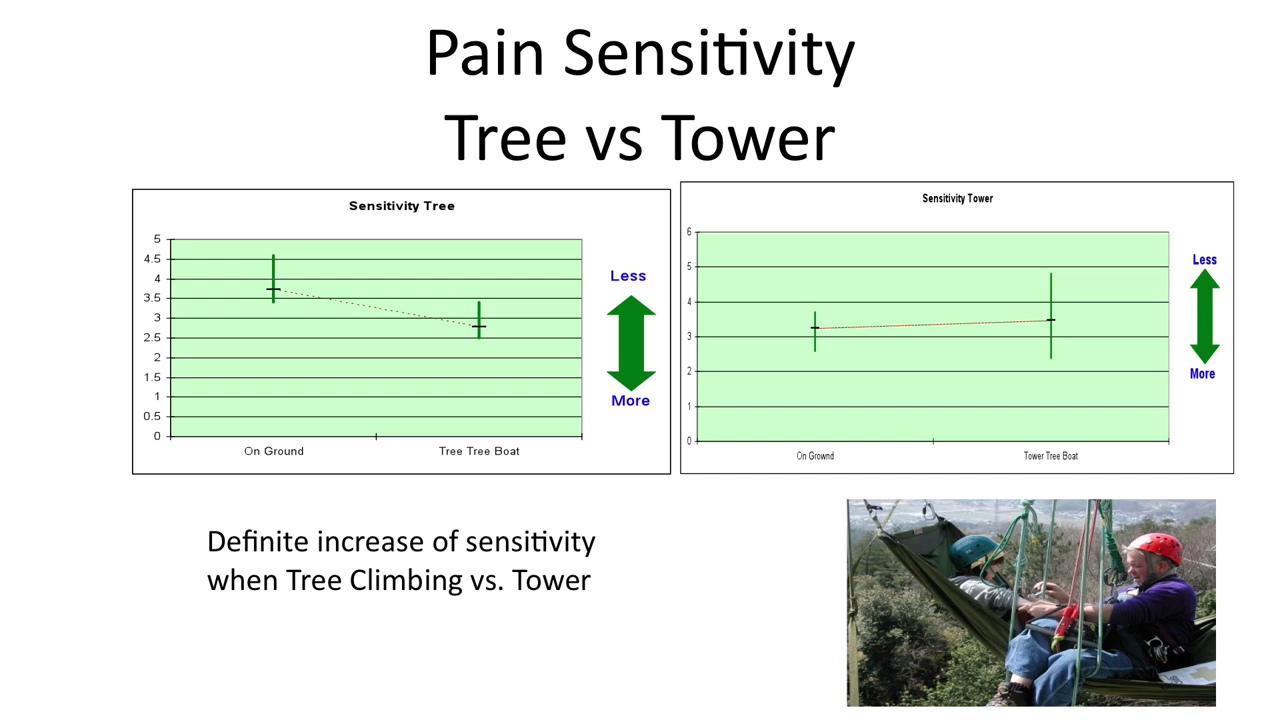 Pain Sensitivity
Tree vs Tower
Sensitivity Tree
5
4.5
4
3.5
3
2.5
2
1.5
1
0.5
0
On Ground
Tree Tree Boat
Less
More
Sensitivity Tower
6
5
4
3
2
1
0
On Ground
Tower Tree Boat
Less
More
Definite increase of sensitivity
when Tree Climbing vs. Tower